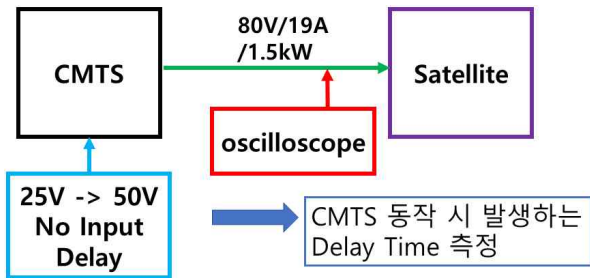 80V/19A
/1.5kW
CMTS
Satellite
oscilloscope
25V -> 50V
No Input
Delay
CMTS 동작 시 발생하는
Delay Time 측정